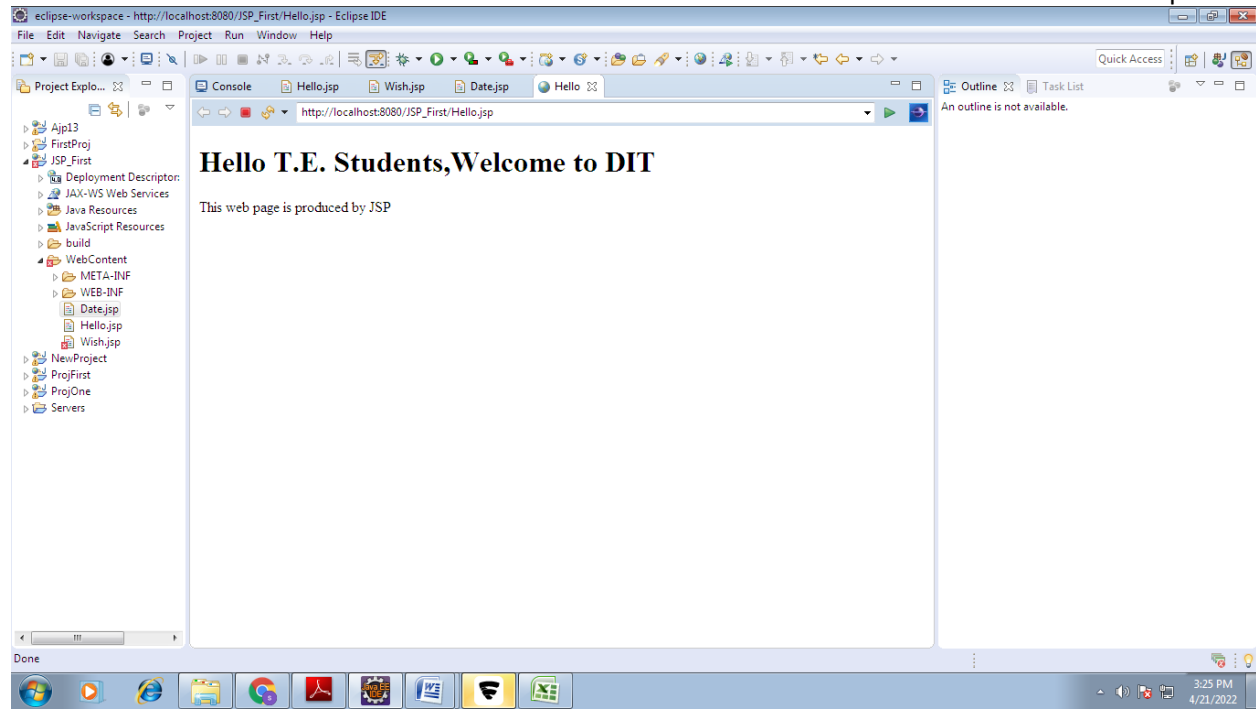 eclipse-workspace - http://localhost:8080/JSP_First/Hello.jsp - Eclipse IDE
File Edit Navigate Search Project Run Window Help
Quick Access
Project Explo...
Console Hello.jsp Wish.jsp Date.jsp Hello
Outline Task List
http://localhost:8080/JSP_First/Hello.jsp
An outline is not available.
Ajp13
FirstProj
JSP_First
Deployment Descriptor:
JAX-WS Web Services
Java Resources
JavaScript Resources
build
WebContent
META-INF
WEB-INF
Date.jsp
Hello.jsp
Wish.jsp
NewProject
ProjFirst
ProjOne
Servers
Hello T.E. Students,Welcome to DIT
This web page is produced by JSP
Done
Java EE
IDE
3:25 PM
4/21/2022